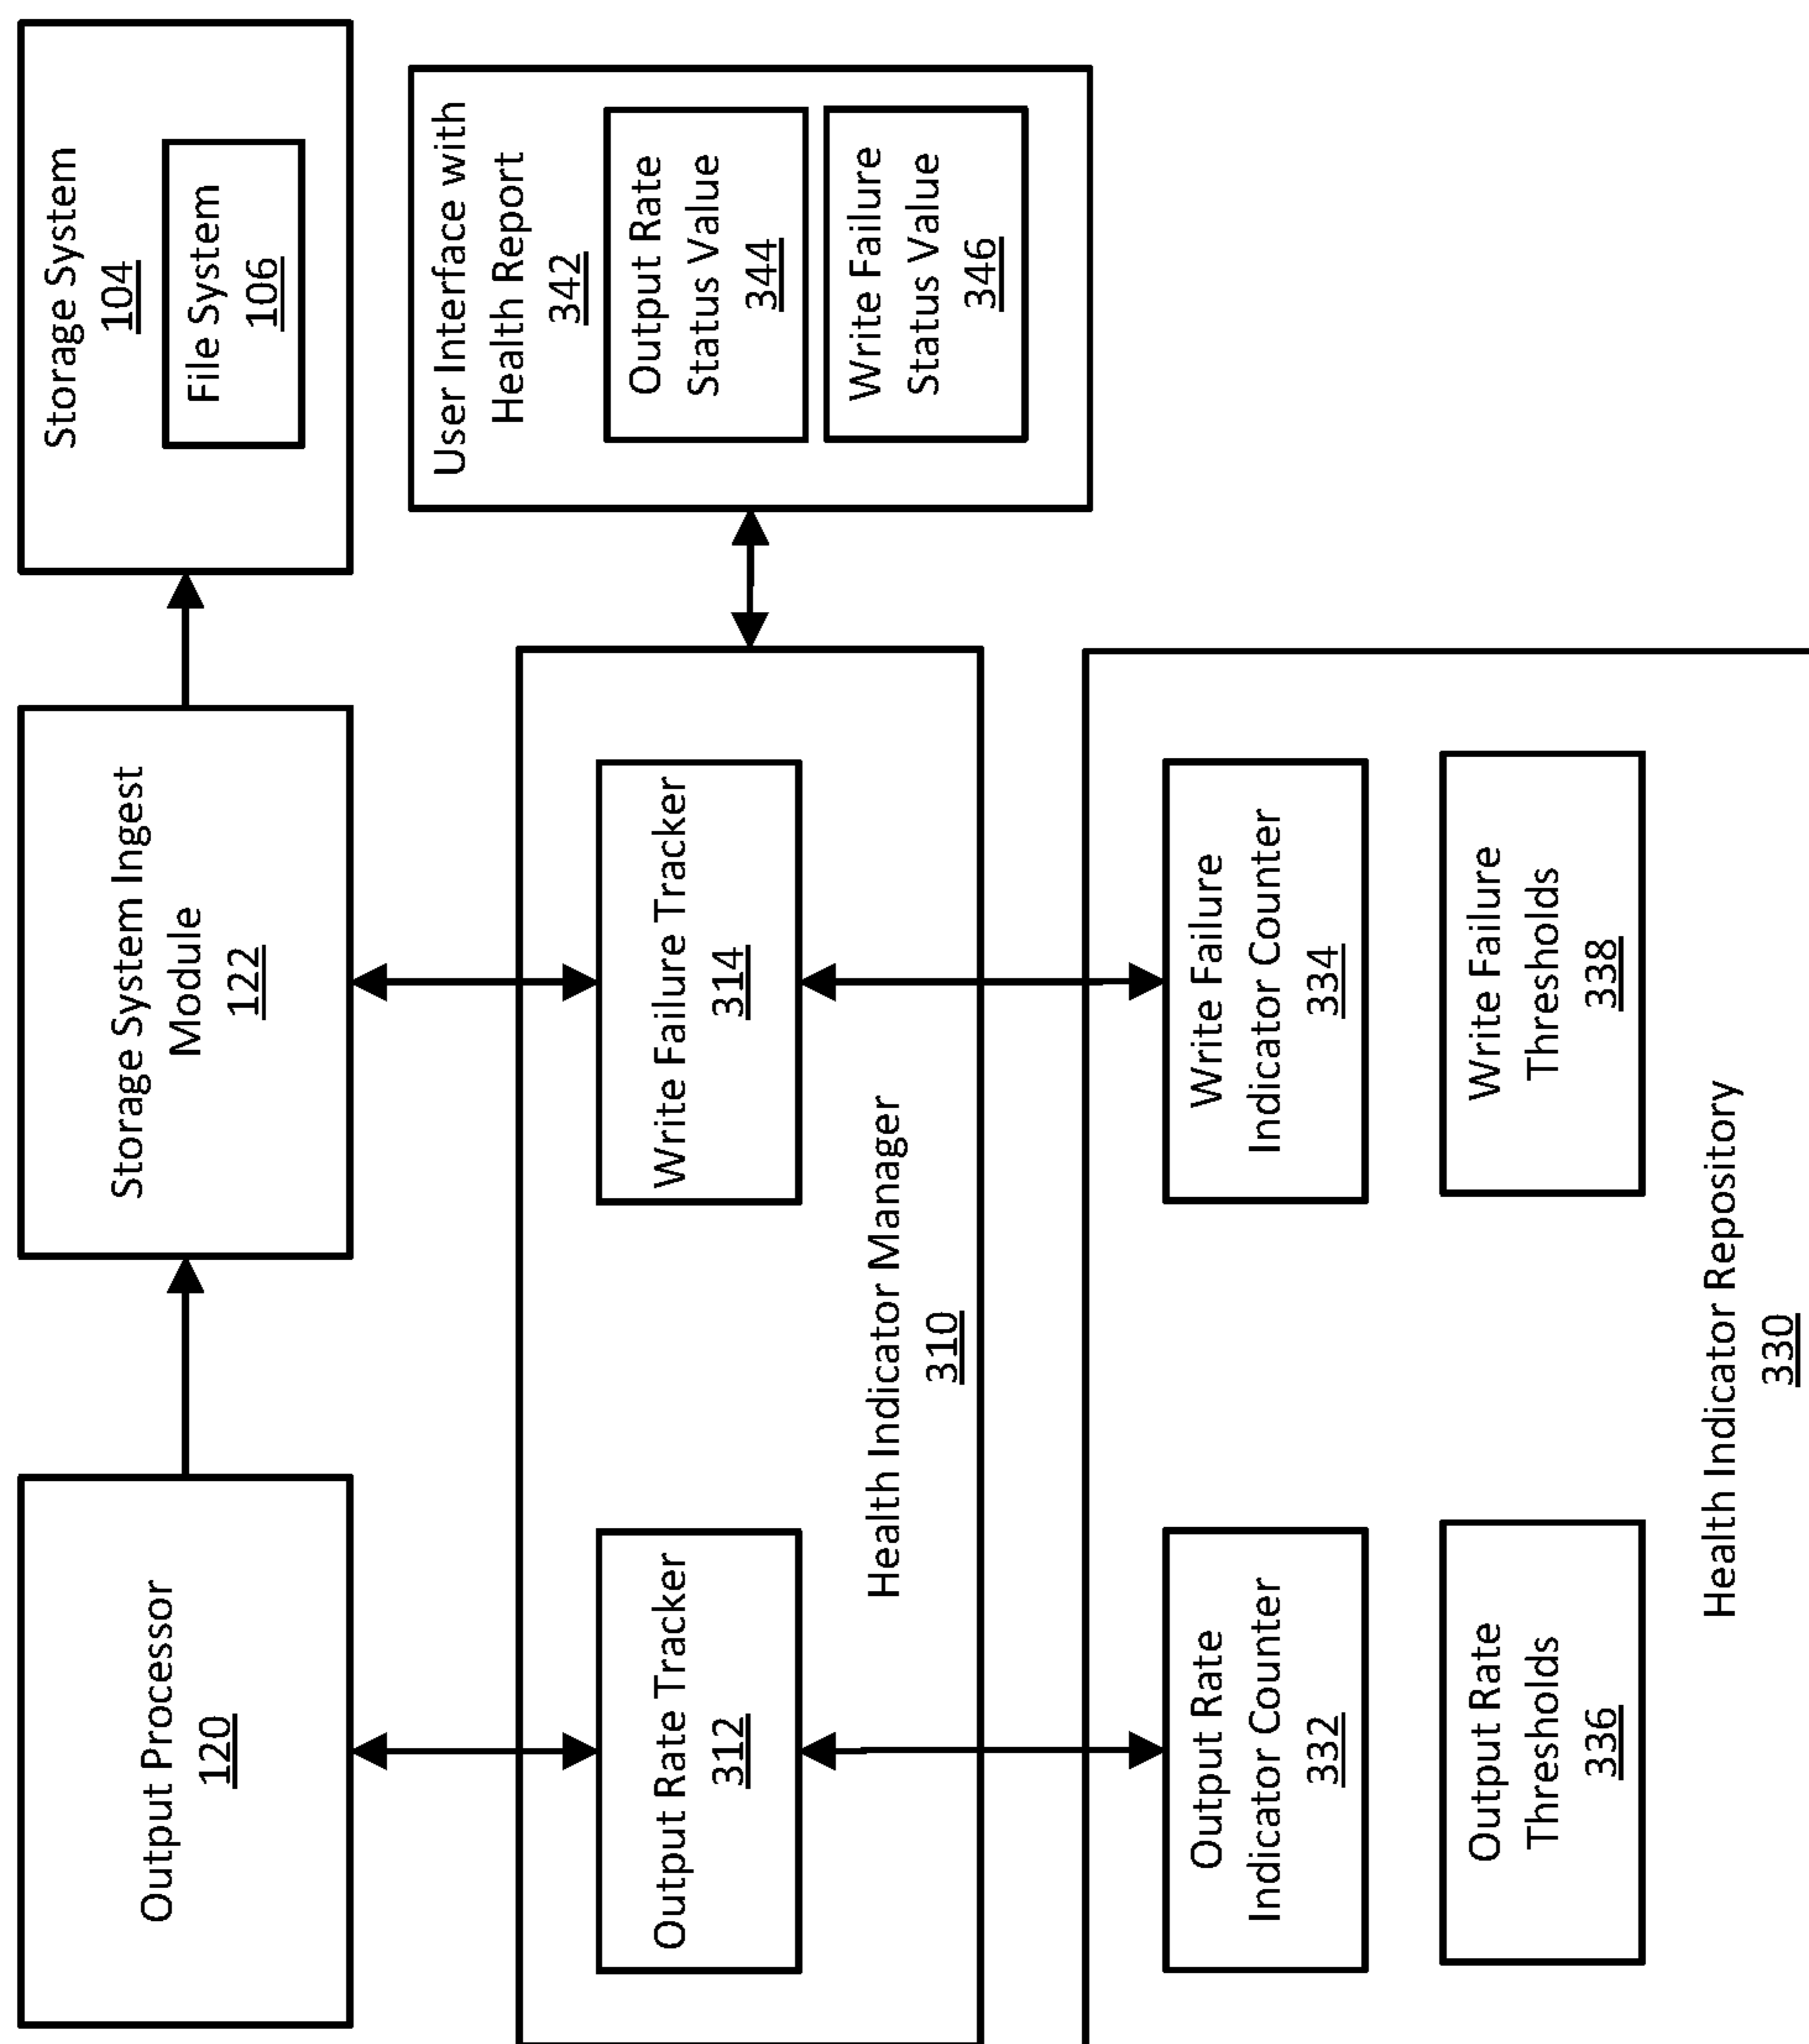 Output Processor
120
Storage System Ingest
Module
122
Storage System
104
File System
106
Output Rate Tracker
312
Write Failure Tracker
314
Health Indicator Manager
310
User Interface with
Health Report
342
Output Rate
Status Value
344
Write Failure
Status Value
346
Output Rate
Indicator Counter
332
Write Failure
Indicator Counter
334
Output Rate
Thresholds
336
Write Failure
Thresholds
338
Health Indicator Repository
330